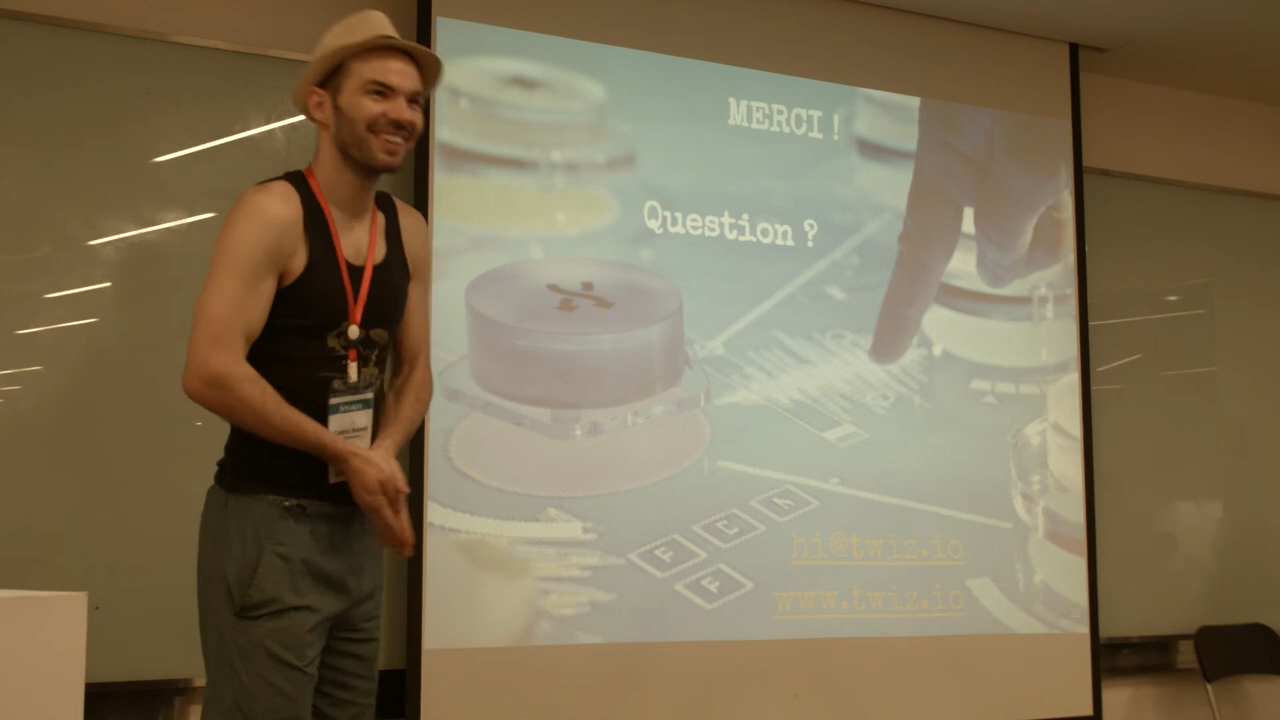 MERCI !
Question ?
F C A
F
hi@twiz.io
www.twiz.io